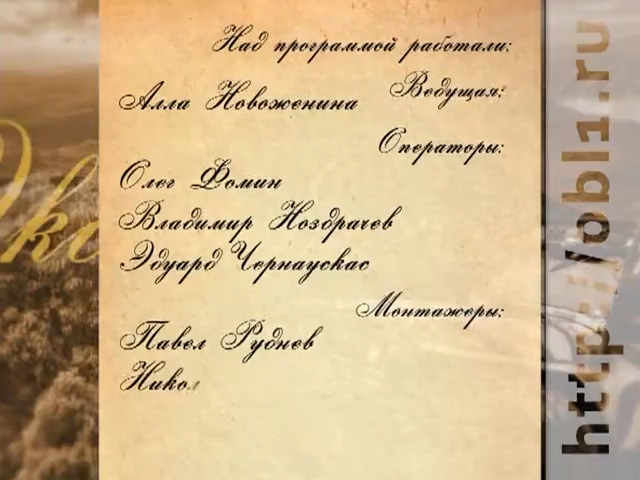 Над программой работали:
Ведущая:
Алла Новоженина
Операторы:
Олег Фомин
Владимир Ноздрачев
Эдуард Чернаускас
Монтажеры:
Павел Руднев
Никол
http://obl1.ru